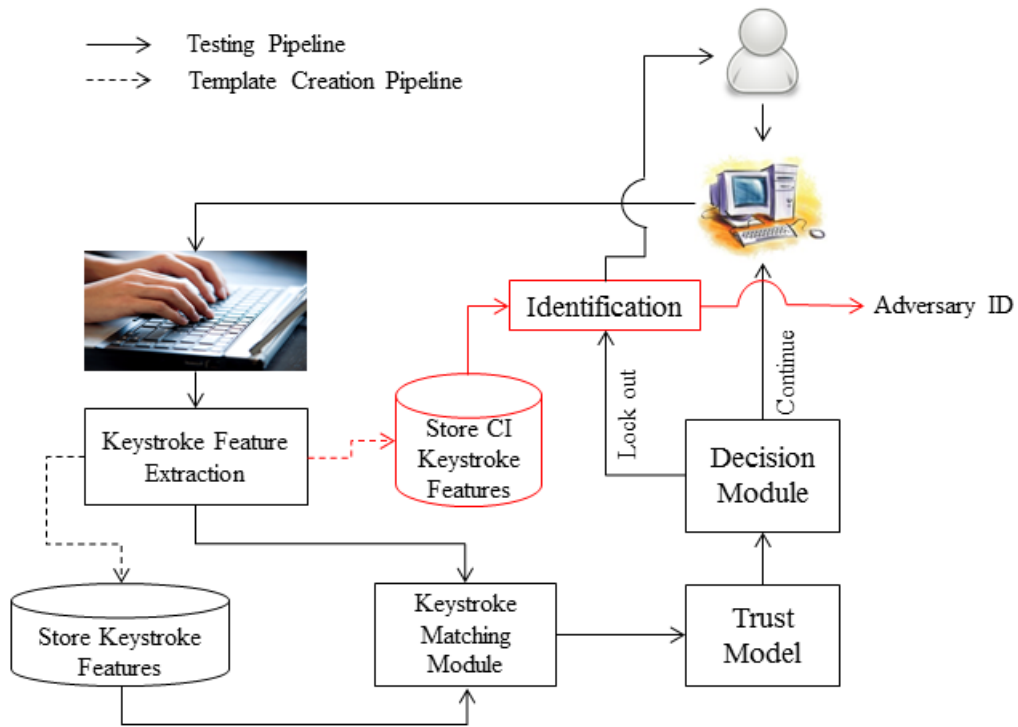 Testing Pipeline
Template Creation Pipeline
Identification
Adversary ID
Keystroke Feature
Extraction
Store CI
Keystroke
Features
Lock out
Continue
Decision
Module
Store Keystroke
Features
Keystroke
Matching
Module
Trust
Model